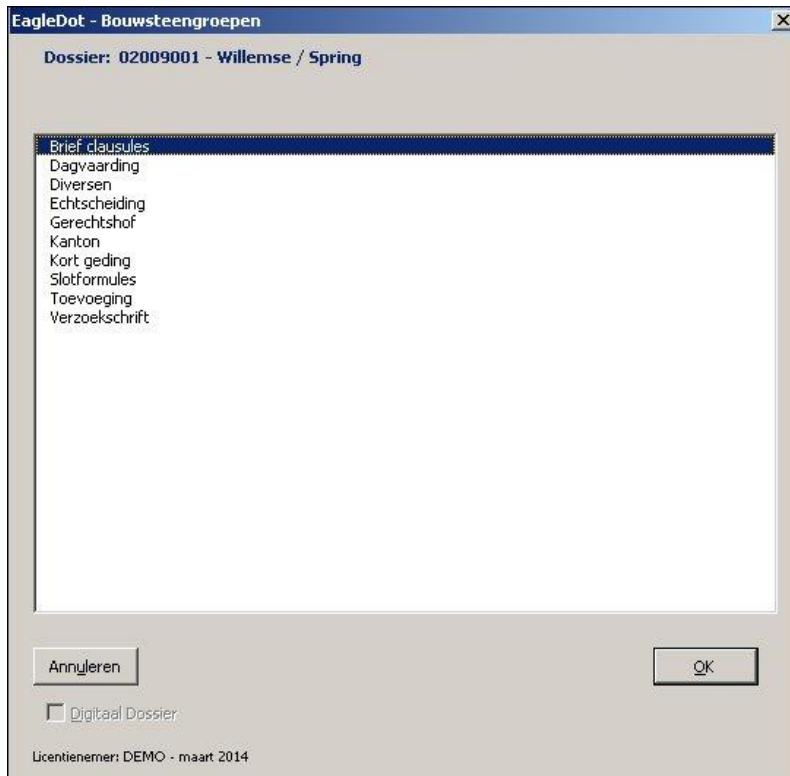 EagleDot - Bouwsteengroepen
Dossier: 02009001 - Willemse / Spring
Brief clausules
Dagvaarding
Diversen
Echtscheiding
Gerechtshof
Kanton
Kort geding
Slotformules
Toevoeging
Verzoekschrift
Annuleren
OK
Digitaal Dossier
Licentienemer: DEMO - maart 2014